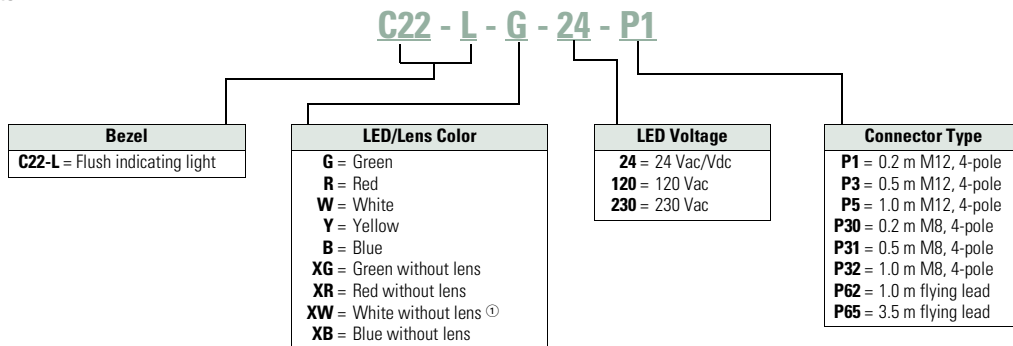 C22 - L - G - 24 - P1
Bezel
C22-L = Flush indicating light
LED/Lens Color
G = Green
R = Red
W = White
Y = Yellow
B = Blue
XG = Green without lens
XR = Red without lens
XW = White without lens ①
XB = Blue without lens
LED Voltage
24 = 24 Vac/Vdc
120 = 120 Vac
230 = 230 Vac
Connector Type
P1 = 0.2 m M12, 4-pole
P3 = 0.5 m M12, 4-pole
P5 = 1.0 m M12, 4-pole
P30 = 0.2 m M8, 4-pole
P31 = 0.5 m M8, 4-pole
P32 = 1.0 m M8, 4-pole
P62 = 1.0 m flying lead
P65 = 3.5 m flying lead